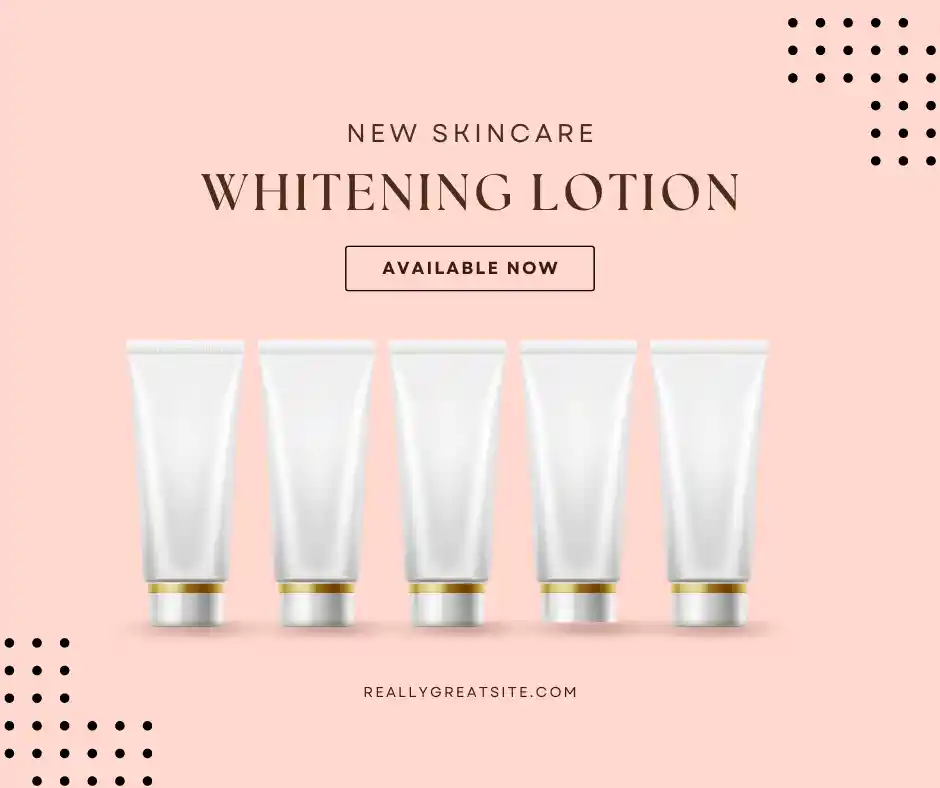 NEW SKINCARE
WHITENING LOTION
AVAILABLE NOW
REALLYGREATSITE.COM